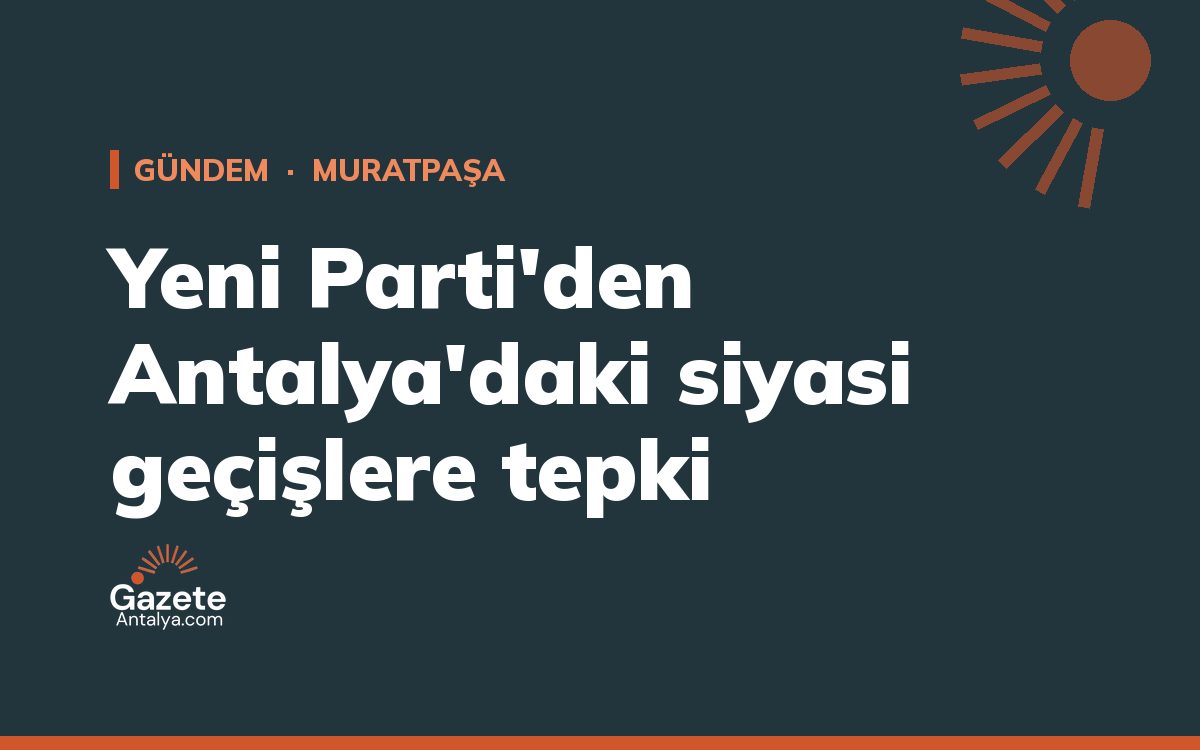 GÜNDEM · MURATPAŞA
Yeni Parti'den
Antalya'daki siyasi
geçişlere tepki
Gazete
Antalya.com